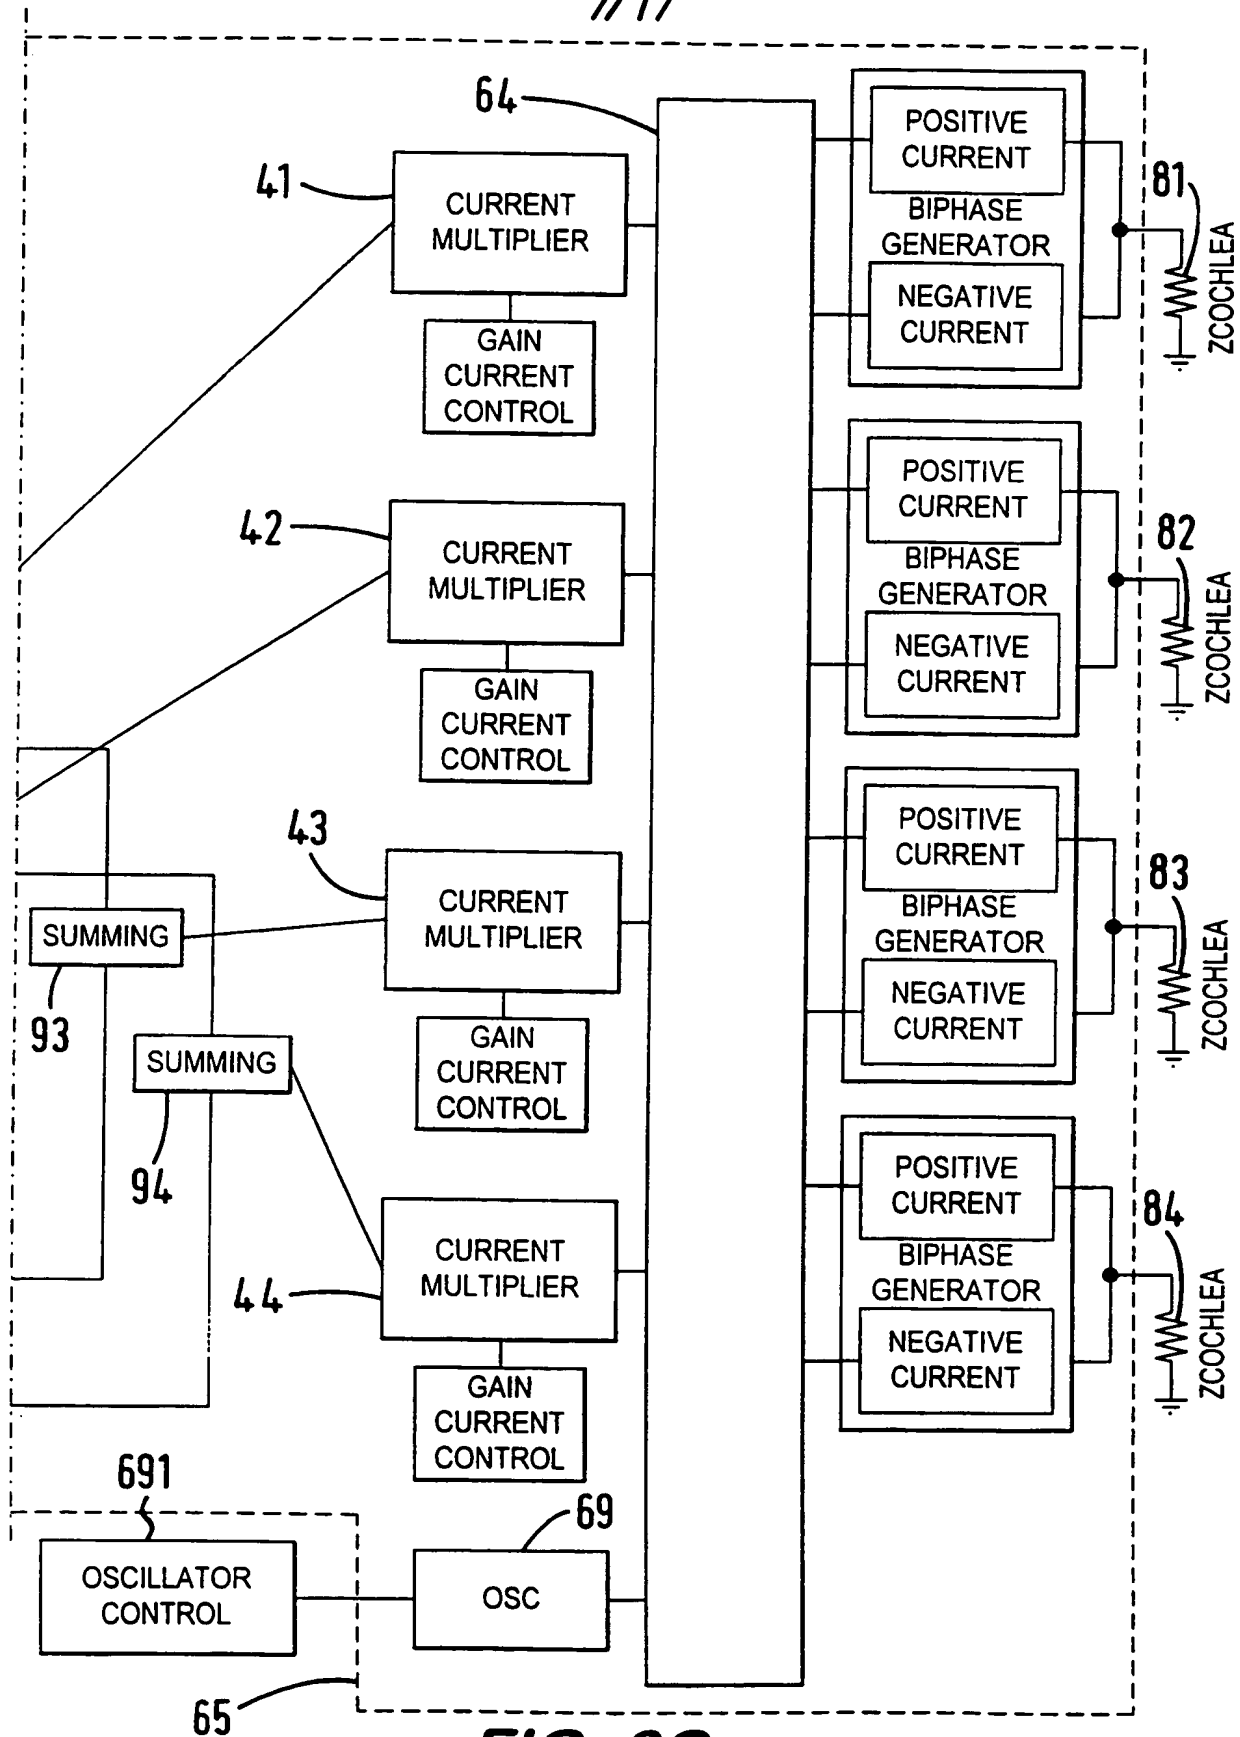 64
POSITIVE
CURRENT
BIPHASE
GENERATOR
NEGATIVE
CURRENT
81
ZCOCHLEA
41
CURRENT
MULTIPLIER
GAIN
CURRENT
CONTROL
42
CURRENT
MULTIPLIER
GAIN
CURRENT
CONTROL
POSITIVE
CURRENT
BIPHASE
GENERATOR
NEGATIVE
CURRENT
82
ZCOCHLEA
43
CURRENT
MULTIPLIER
GAIN
CURRENT
CONTROL
SUMMING
93
SUMMING
94
POSITIVE
CURRENT
BIPHASE
GENERATOR
NEGATIVE
CURRENT
83
ZCOCHLEA
44
CURRENT
MULTIPLIER
GAIN
CURRENT
CONTROL
POSITIVE
CURRENT
BIPHASE
GENERATOR
NEGATIVE
CURRENT
84
ZCOCHLEA
691
OSCILLATOR
CONTROL
69
OSC
65